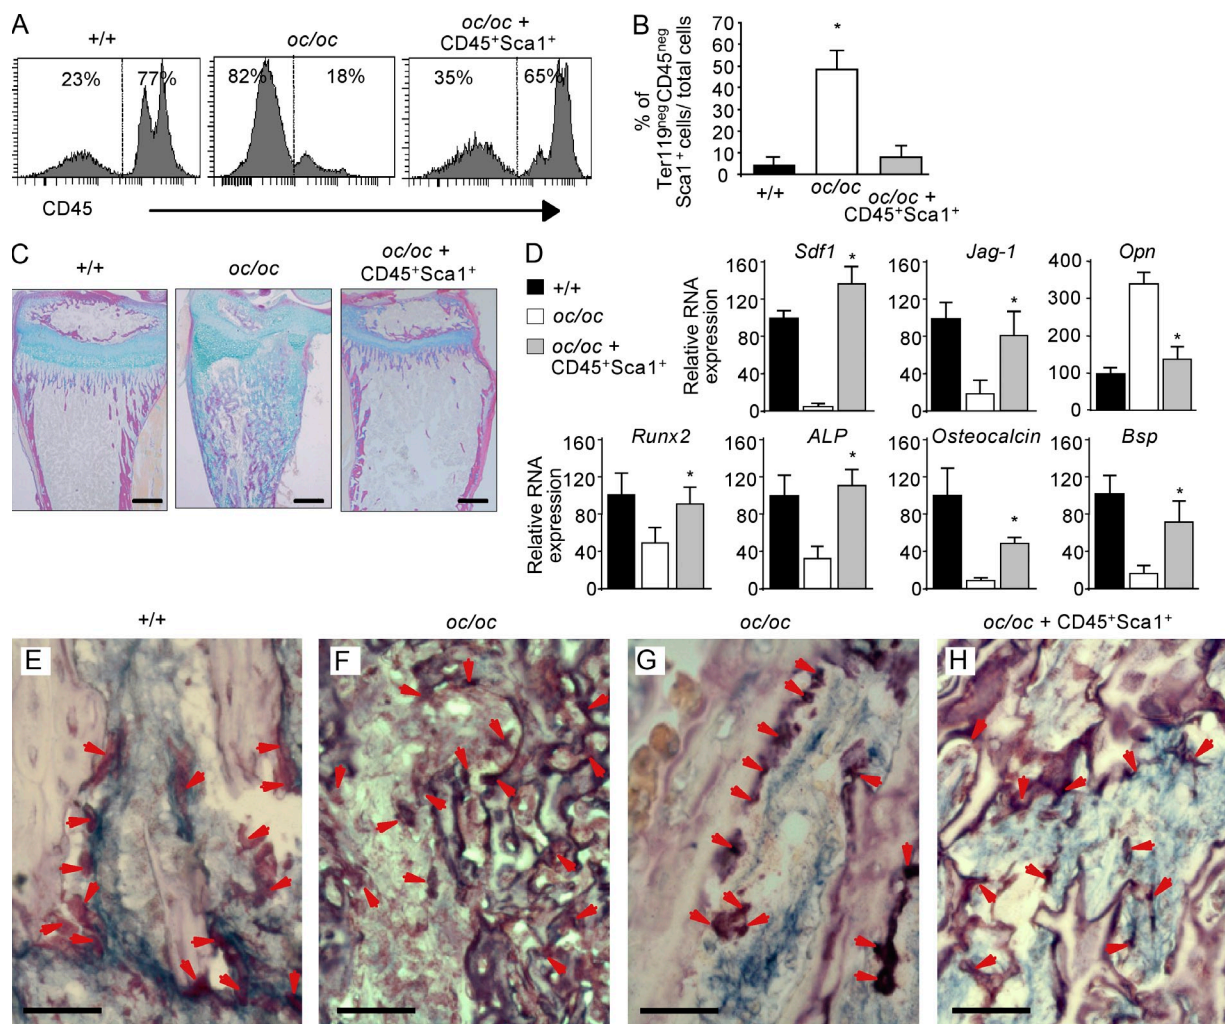 A
+/+
oc/oc
oc/oc +
CD45+Sca1+
23%
77%
82%
18%
35%
65%
CD45
B
% of
Ter119negCD45neg
Sca1+ cells/ total cells
70
60
50
40
30
20
10
0
*
+/+
oc/oc
oc/oc +
CD45+Sca1+
C
+/+
oc/oc
oc/oc +
CD45+Sca1+
D
+/+
oc/oc
oc/oc +
CD45+Sca1+
Relative RNA
expression
Sdf1
160
120
80
40
0
*
Jag-1
160
120
80
40
0
*
Opn
400
300
200
100
0
*
Relative RNA
expression
Runx2
160
120
80
40
0
*
ALP
160
120
80
40
0
*
Osteocalcin
160
120
80
40
0
*
Bsp
160
120
80
40
0
*
+/+
oc/oc
oc/oc
oc/oc + CD45+Sca1+
E
F
G
H